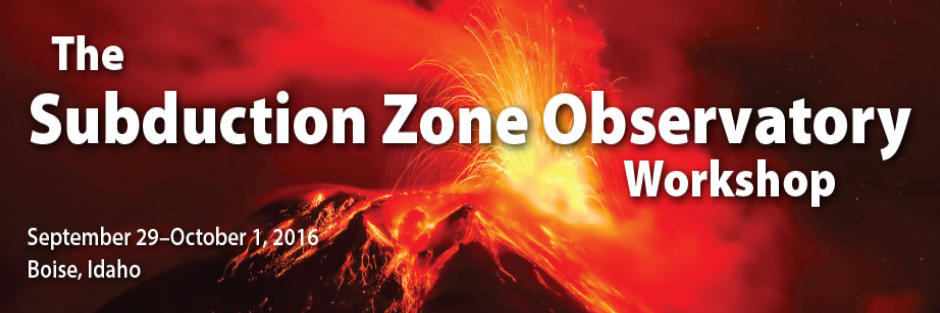 The
Subduction Zone Observatory
Workshop
September 29–October 1, 2016
Boise, Idaho